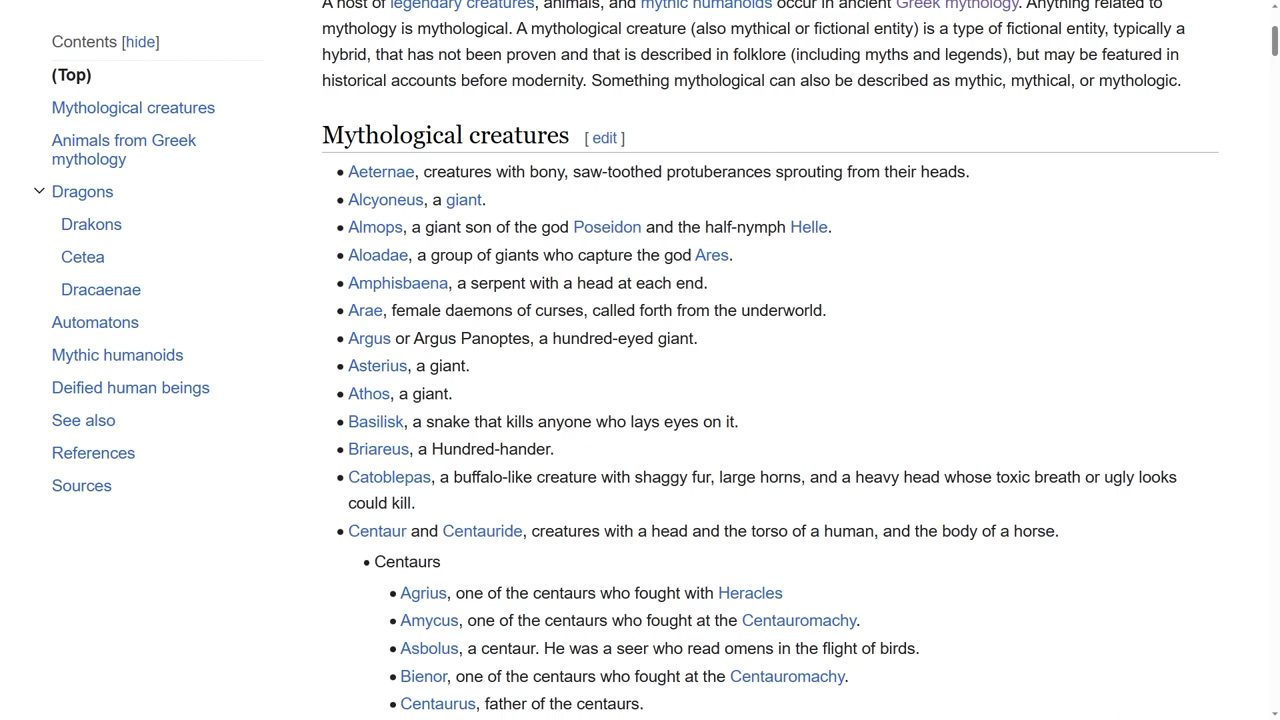 A host of legendary creatures, animals, and mythic humanoids occur in ancient Greek mythology. Anything related to
mythology is mythological. A mythological creature (also mythical or fictional entity) is a type of fictional entity, typically a
hybrid, that has not been proven and that is described in folklore (including myths and legends), but may be featured in
historical accounts before modernity. Something mythological can also be described as mythic, mythical, or mythologic.
Contents [hide]
(Top)
Mythological creatures
Animals from Greek
mythology
Dragons
Drakons
Cetea
Dracaenae
Automatons
Mythic humanoids
Deified human beings
See also
References
Sources
Mythological creatures [ edit ]
• Aeternae, creatures with bony, saw-toothed protuberances sprouting from their heads.
• Alcyoneus, a giant.
• Almops, a giant son of the god Poseidon and the half-nymph Helle.
• Aloadae, a group of giants who capture the god Ares.
• Amphisbaena, a serpent with a head at each end.
• Arae, female daemons of curses, called forth from the underworld.
• Argus or Argus Panoptes, a hundred-eyed giant.
• Asterius, a giant.
• Athos, a giant.
• Basilisk, a snake that kills anyone who lays eyes on it.
• Briareus, a Hundred-hander.
• Catoblepas, a buffalo-like creature with shaggy fur, large horns, and a heavy head whose toxic breath or ugly looks
could kill.
• Centaur and Centauride, creatures with a head and the torso of a human, and the body of a horse.
• Centaurs
• Agrius, one of the centaurs who fought with Heracles
• Amycus, one of the centaurs who fought at the Centauromachy.
• Asbolus, a centaur. He was a seer who read omens in the flight of birds.
• Bienor, one of the centaurs who fought at the Centauromachy.
• Centaurus, father of the centaurs.